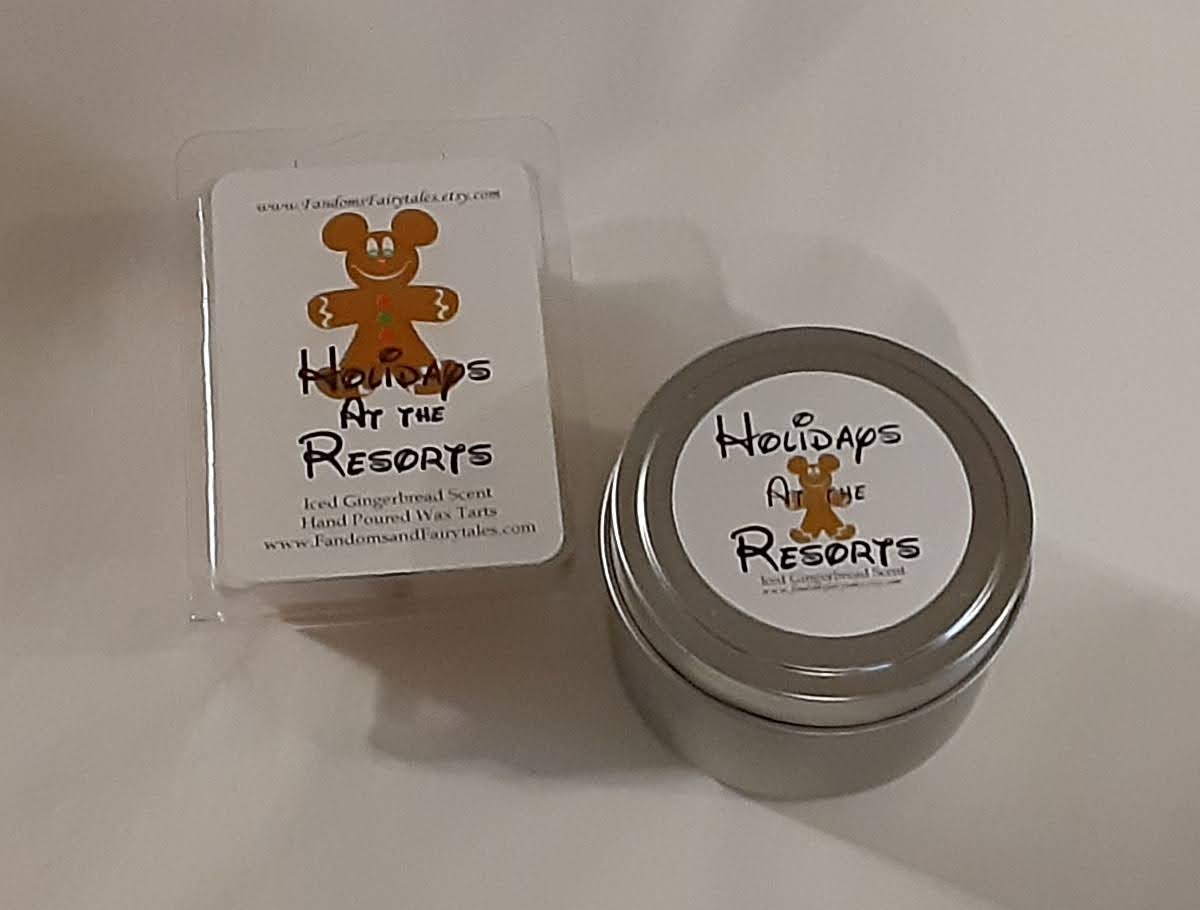 www.FandomsFairytales.etsy.com
Holidays
At the
Resorts
Iced Gingerbread Scent
Hand Poured Wax Tarts
www.FandomsandFairytales.com
Holidays
At the
Resorts
Iced Gingerbread Scent